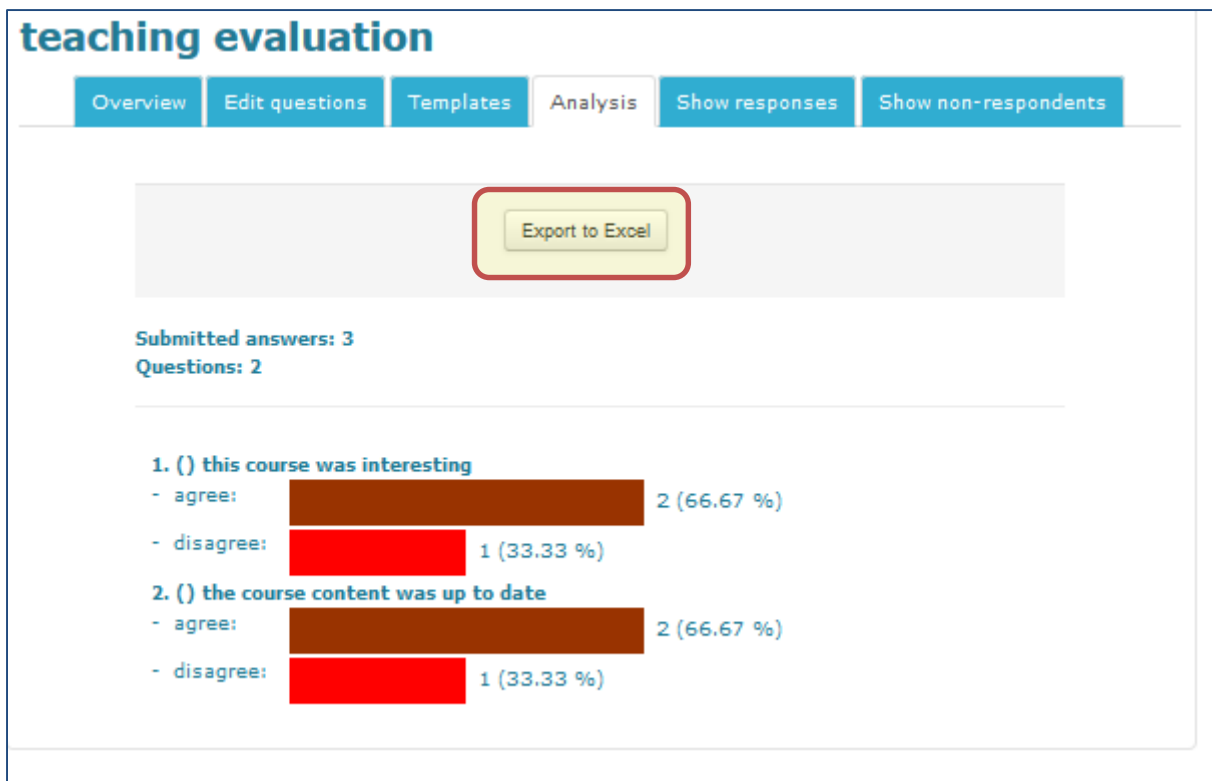 teaching evaluation
Overview Edit questions Templates Analysis Show responses Show non-respondents
Export to Excel
Submitted answers: 3
Questions: 2
1. () this course was interesting
- agree: 2 (66.67 %)
- disagree: 1 (33.33 %)
2. () the course content was up to date
- agree: 2 (66.67 %)
- disagree: 1 (33.33 %)